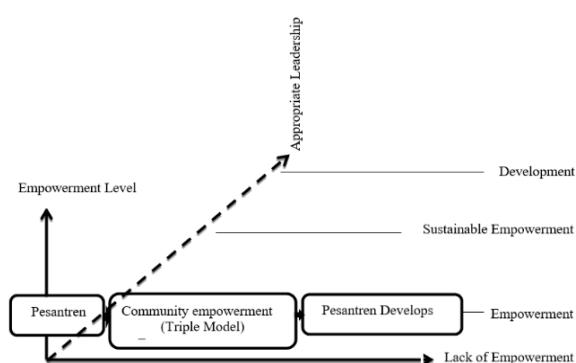 Appropriate Leadership
Development
Empowerment Level
Sustainable Empowerment
Pesantren
Community empowerment
(Triple Model)
Pesantren Develops
Empowerment
Lack of Empowerment